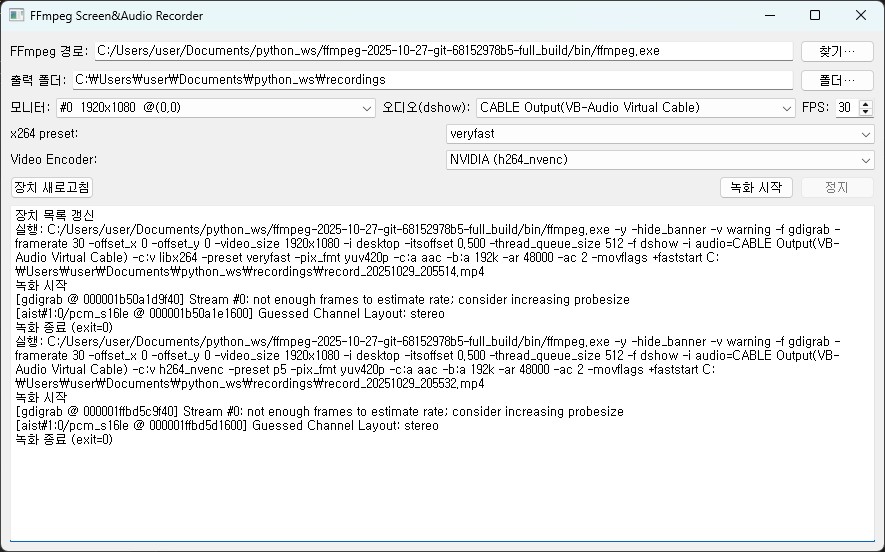 FFmpeg Screen&Audio Recorder
FFmpeg 경로: C:/Users/user/Documents/python_ws/ffmpeg-2025-10-27-git-68152978b5-full_build/bin/ffmpeg.exe 찾기…
출력 폴더: C:₩Users₩user₩Documents₩python_ws₩recordings 폴더…
모니터: #0 1920x1080 @(0,0) 오디오(dshow): CABLE Output(VB-Audio Virtual Cable) FPS: 30
x264 preset: veryfast
Video Encoder: NVIDIA (h264_nvenc)
장치 새로고침 녹화 시작 정지
장치 목록 갱신
실행: C:/Users/user/Documents/python_ws/ffmpeg-2025-10-27-git-68152978b5-full_build/bin/ffmpeg.exe -y -hide_banner -v warning -f gdigrab -
framerate 30 -offset_x 0 -offset_y 0 -video_size 1920x1080 -i desktop -itsoffset 0.500 -thread_queue_size 512 -f dshow -i audio=CABLE Output(VB-
Audio Virtual Cable) -c:v libx264 -preset veryfast -pix_fmt yuv420p -c:a aac -b:a 192k -ar 48000 -ac 2 -movflags +faststart C:
₩Users₩user₩Documents₩python_ws₩recordings₩record_20251029_205514.mp4
녹화 시작
[gdigrab @ 000001b50a1d9f40] Stream #0: not enough frames to estimate rate; consider increasing probesize
[aist#1:0/pcm_s16le @ 000001b50a1e1600] Guessed Channel Layout: stereo
녹화 종료 (exit=0)
실행: C:/Users/user/Documents/python_ws/ffmpeg-2025-10-27-git-68152978b5-full_build/bin/ffmpeg.exe -y -hide_banner -v warning -f gdigrab -
framerate 30 -offset_x 0 -offset_y 0 -video_size 1920x1080 -i desktop -itsoffset 0.500 -thread_queue_size 512 -f dshow -i audio=CABLE Output(VB-
Audio Virtual Cable) -c:v h264_nvenc -preset p5 -pix_fmt yuv420p -c:a aac -b:a 192k -ar 48000 -ac 2 -movflags +faststart C:
₩Users₩user₩Documents₩python_ws₩recordings₩record_20251029_205532.mp4
녹화 시작
[gdigrab @ 000001ffbd5c9f40] Stream #0: not enough frames to estimate rate; consider increasing probesize
[aist#1:0/pcm_s16le @ 000001ffbd5d1600] Guessed Channel Layout: stereo
녹화 종료 (exit=0)